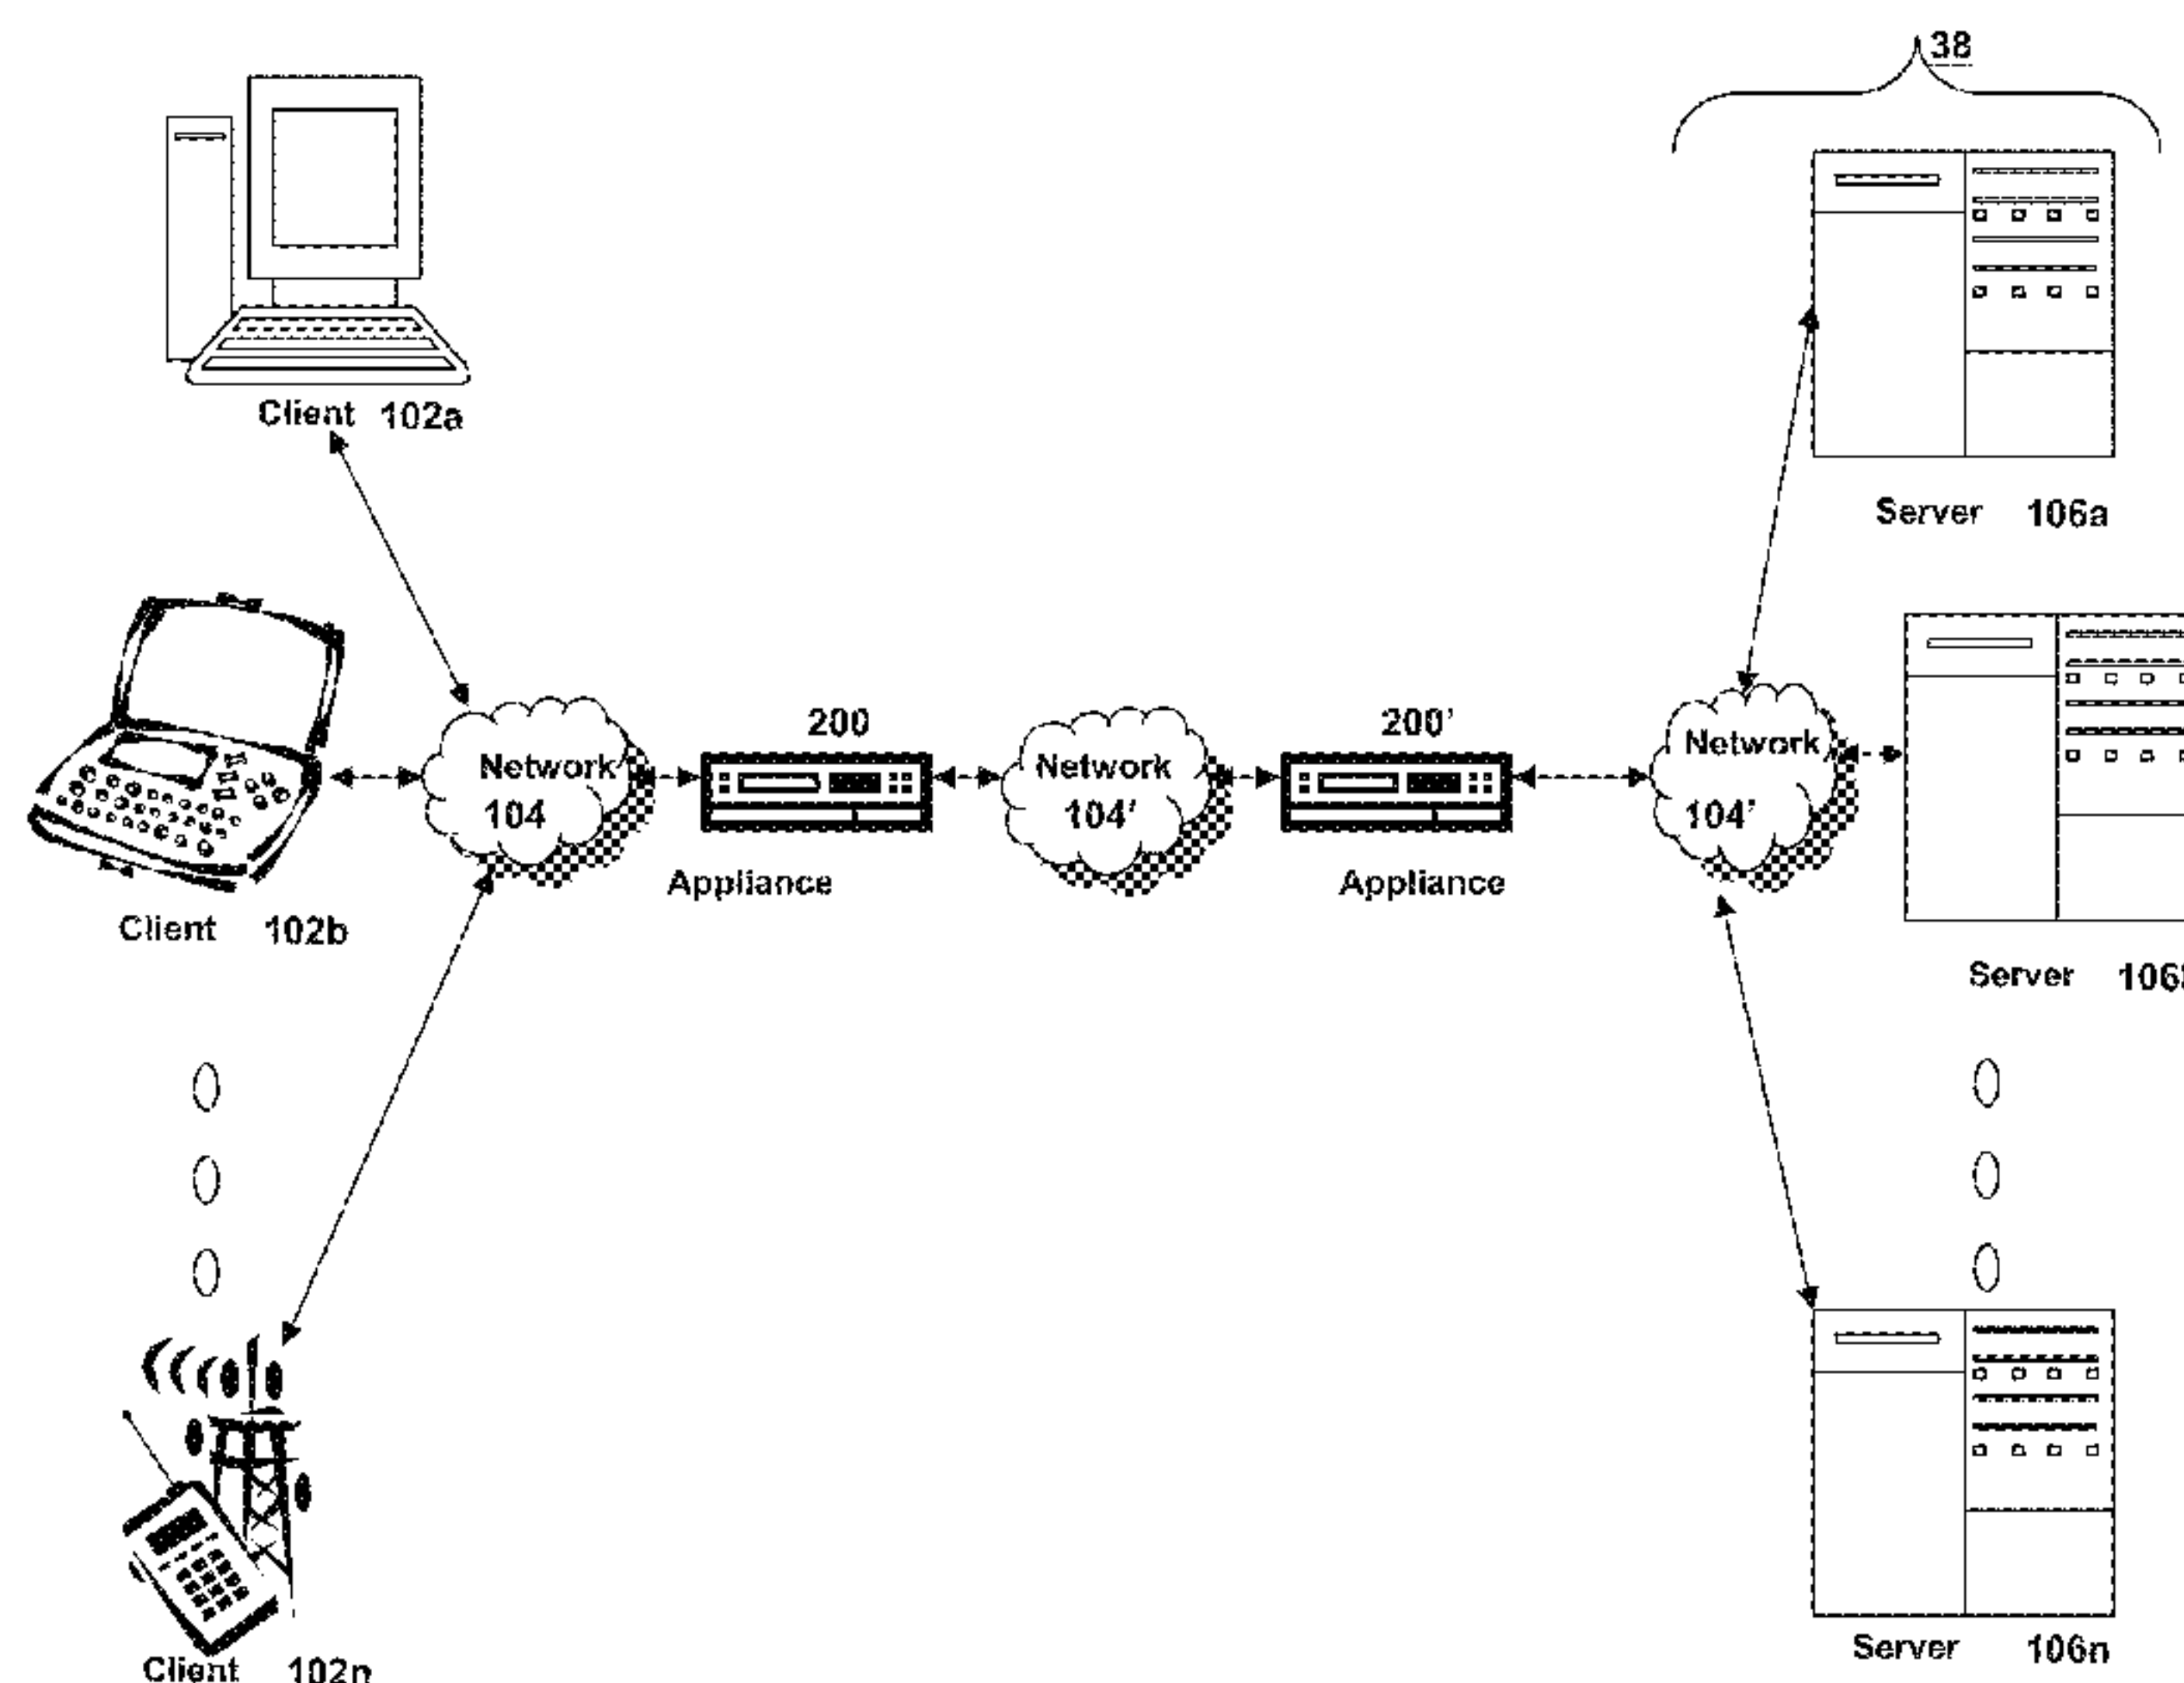 38
Client 102a
Server 106a
200
200'
Network
104
Network
104'
Network
104'
Appliance
Appliance
Client 102b
Server
Server 106n
Client 102n